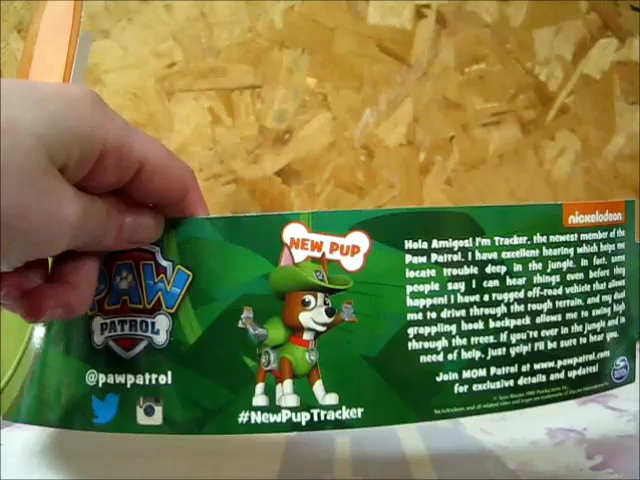 PAW
PATROL
@pawpatrol
NEW PUP
#NewPupTracker
nickelodeon
Hola Amigos! I'm Tracker, the newest member of the
Paw Patrol. I have excellent hearing which helps me
locate trouble deep in the jungle. In fact, some
people say I can hear things even before they
happen! I have a rugged off-road vehicle that allows
me to drive through the rough terrain, and my dual
grappling hook backpack allows me to swing high
through the trees. If you're ever in the jungle and in
need of help, just yelp! I'll be sure to hear you.
Join MOM Patrol at www.pawpatrol.com
for exclusive details and updates!